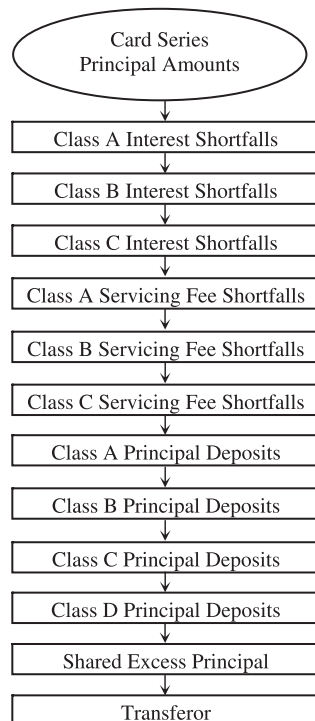 Card Series
Principal Amounts
Class A Interest Shortfalls
Class B Interest Shortfalls
Class C Interest Shortfalls
Class A Servicing Fee Shortfalls
Class B Servicing Fee Shortfalls
Class C Servicing Fee Shortfalls
Class A Principal Deposits
Class B Principal Deposits
Class C Principal Deposits
Class D Principal Deposits
Shared Excess Principal
Transferor